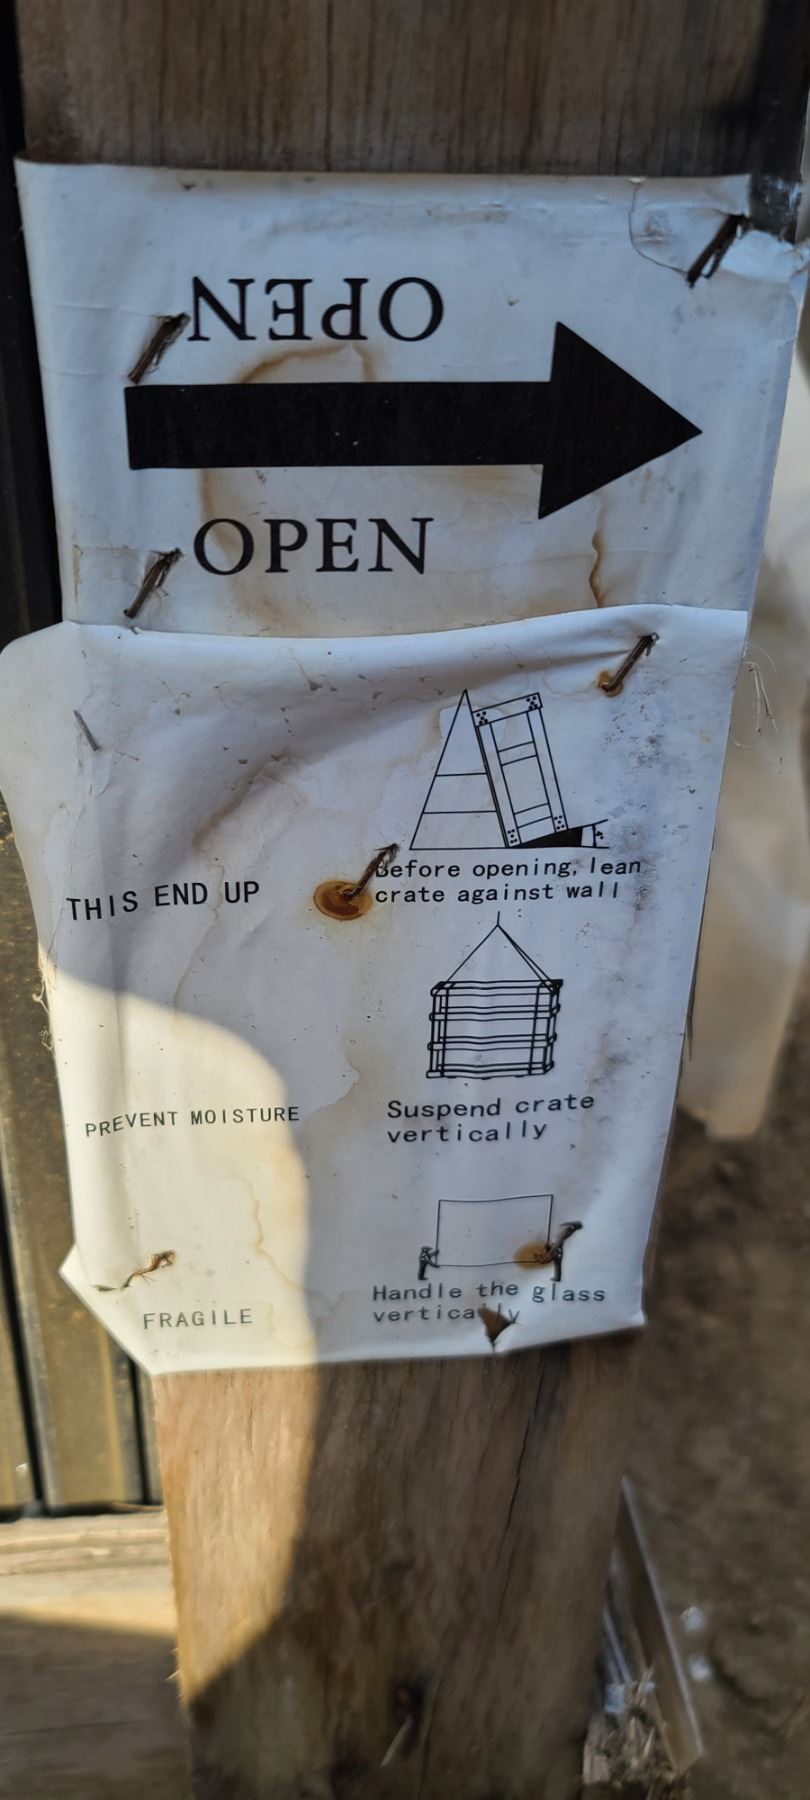 OPEN
OPEN
THIS END UP
Before opening, lean
crate against wall
PREVENT MOISTURE
Suspend crate
vertically
FRAGILE
Handle the glass
vertically